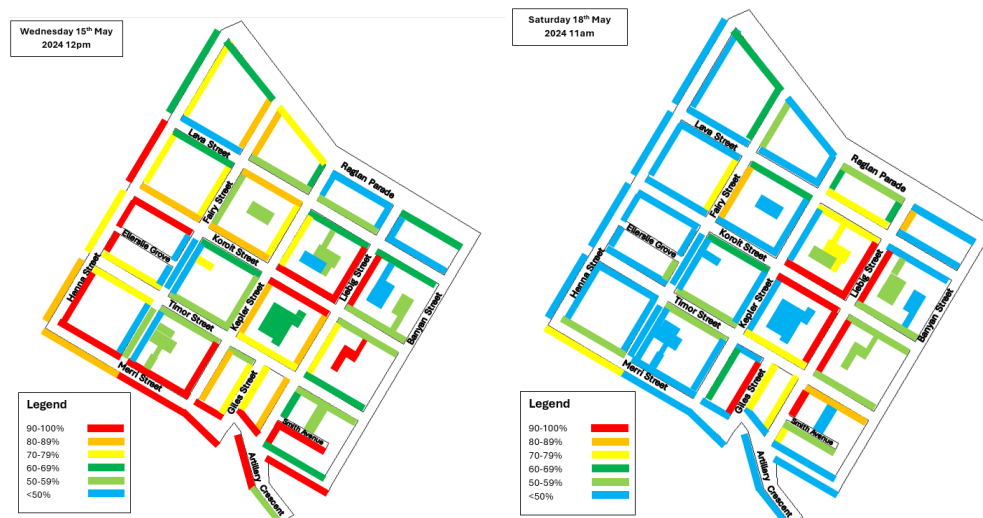 Wednesday 15th May
2024 12pm
Lava Street
Raglan Parade
Fairy Street
Koroit Street
Ellerslie Grove
Henna Street
Liebig Street
Kepler Street
Banyan Street
Timor Street
Merri Street
Giles Street
Smith Avenue
Artillery Crescent
Legend
90-100%
80-89%
70-79%
60-69%
50-59%
<50%
Saturday 18th May
2024 11am
Lava Street
Raglan Parade
Fairy Street
Koroit Street
Ellerslie Grove
Henna Street
Liebig Street
Kepler Street
Banyan Street
Timor Street
Merri Street
Giles Street
Smith Avenue
Artillary Crescent
Legend
90-100%
80-89%
70-79%
60-69%
50-59%
<50%